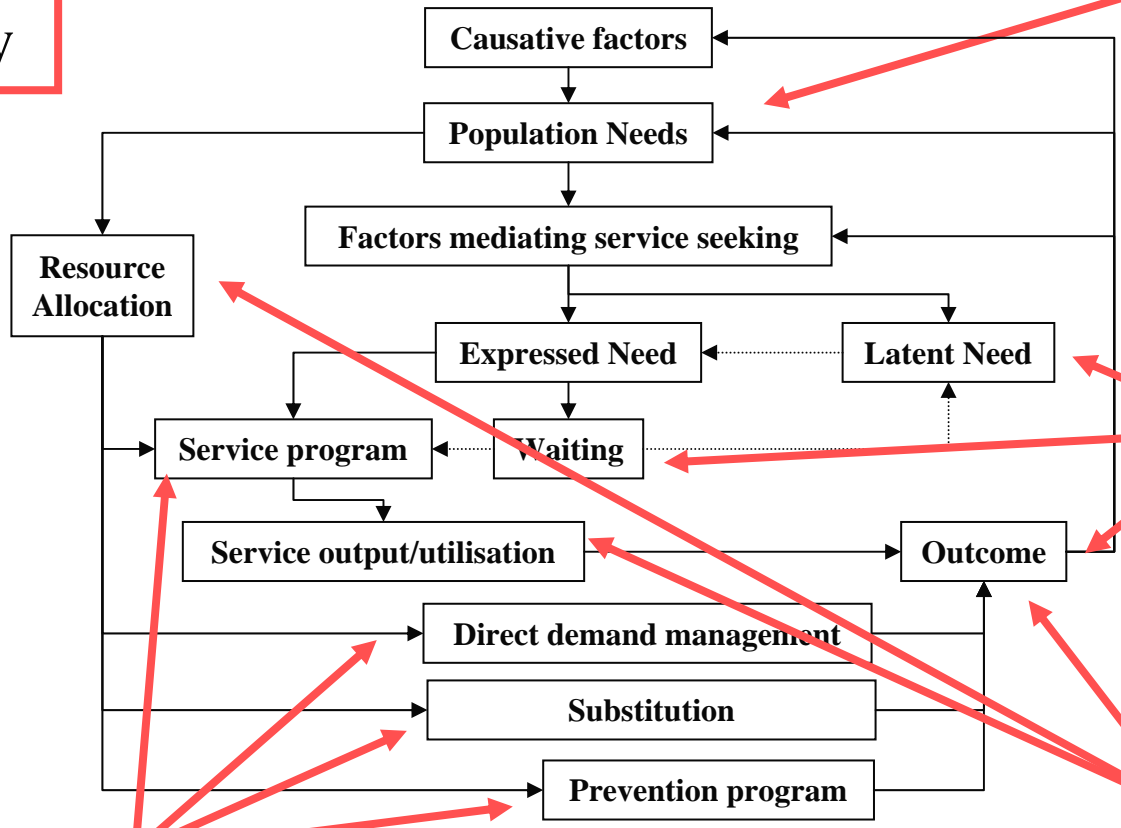 y
Causative factors
Population Needs
Factors mediating service seeking
Resource
Allocation
Expressed Need
Latent Need
Service program
Waiting
Service output/utilisation
Outcome
Direct demand management
Substitution
Prevention program